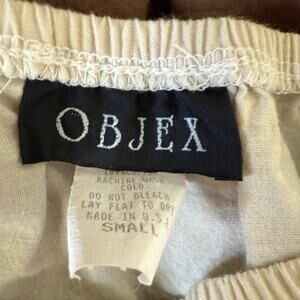 OBJEX
MACHINE WASH
COLD
DO NOT BLEACH
LAY FLAT TO DRY
MADE IN U.S.A
SMALL